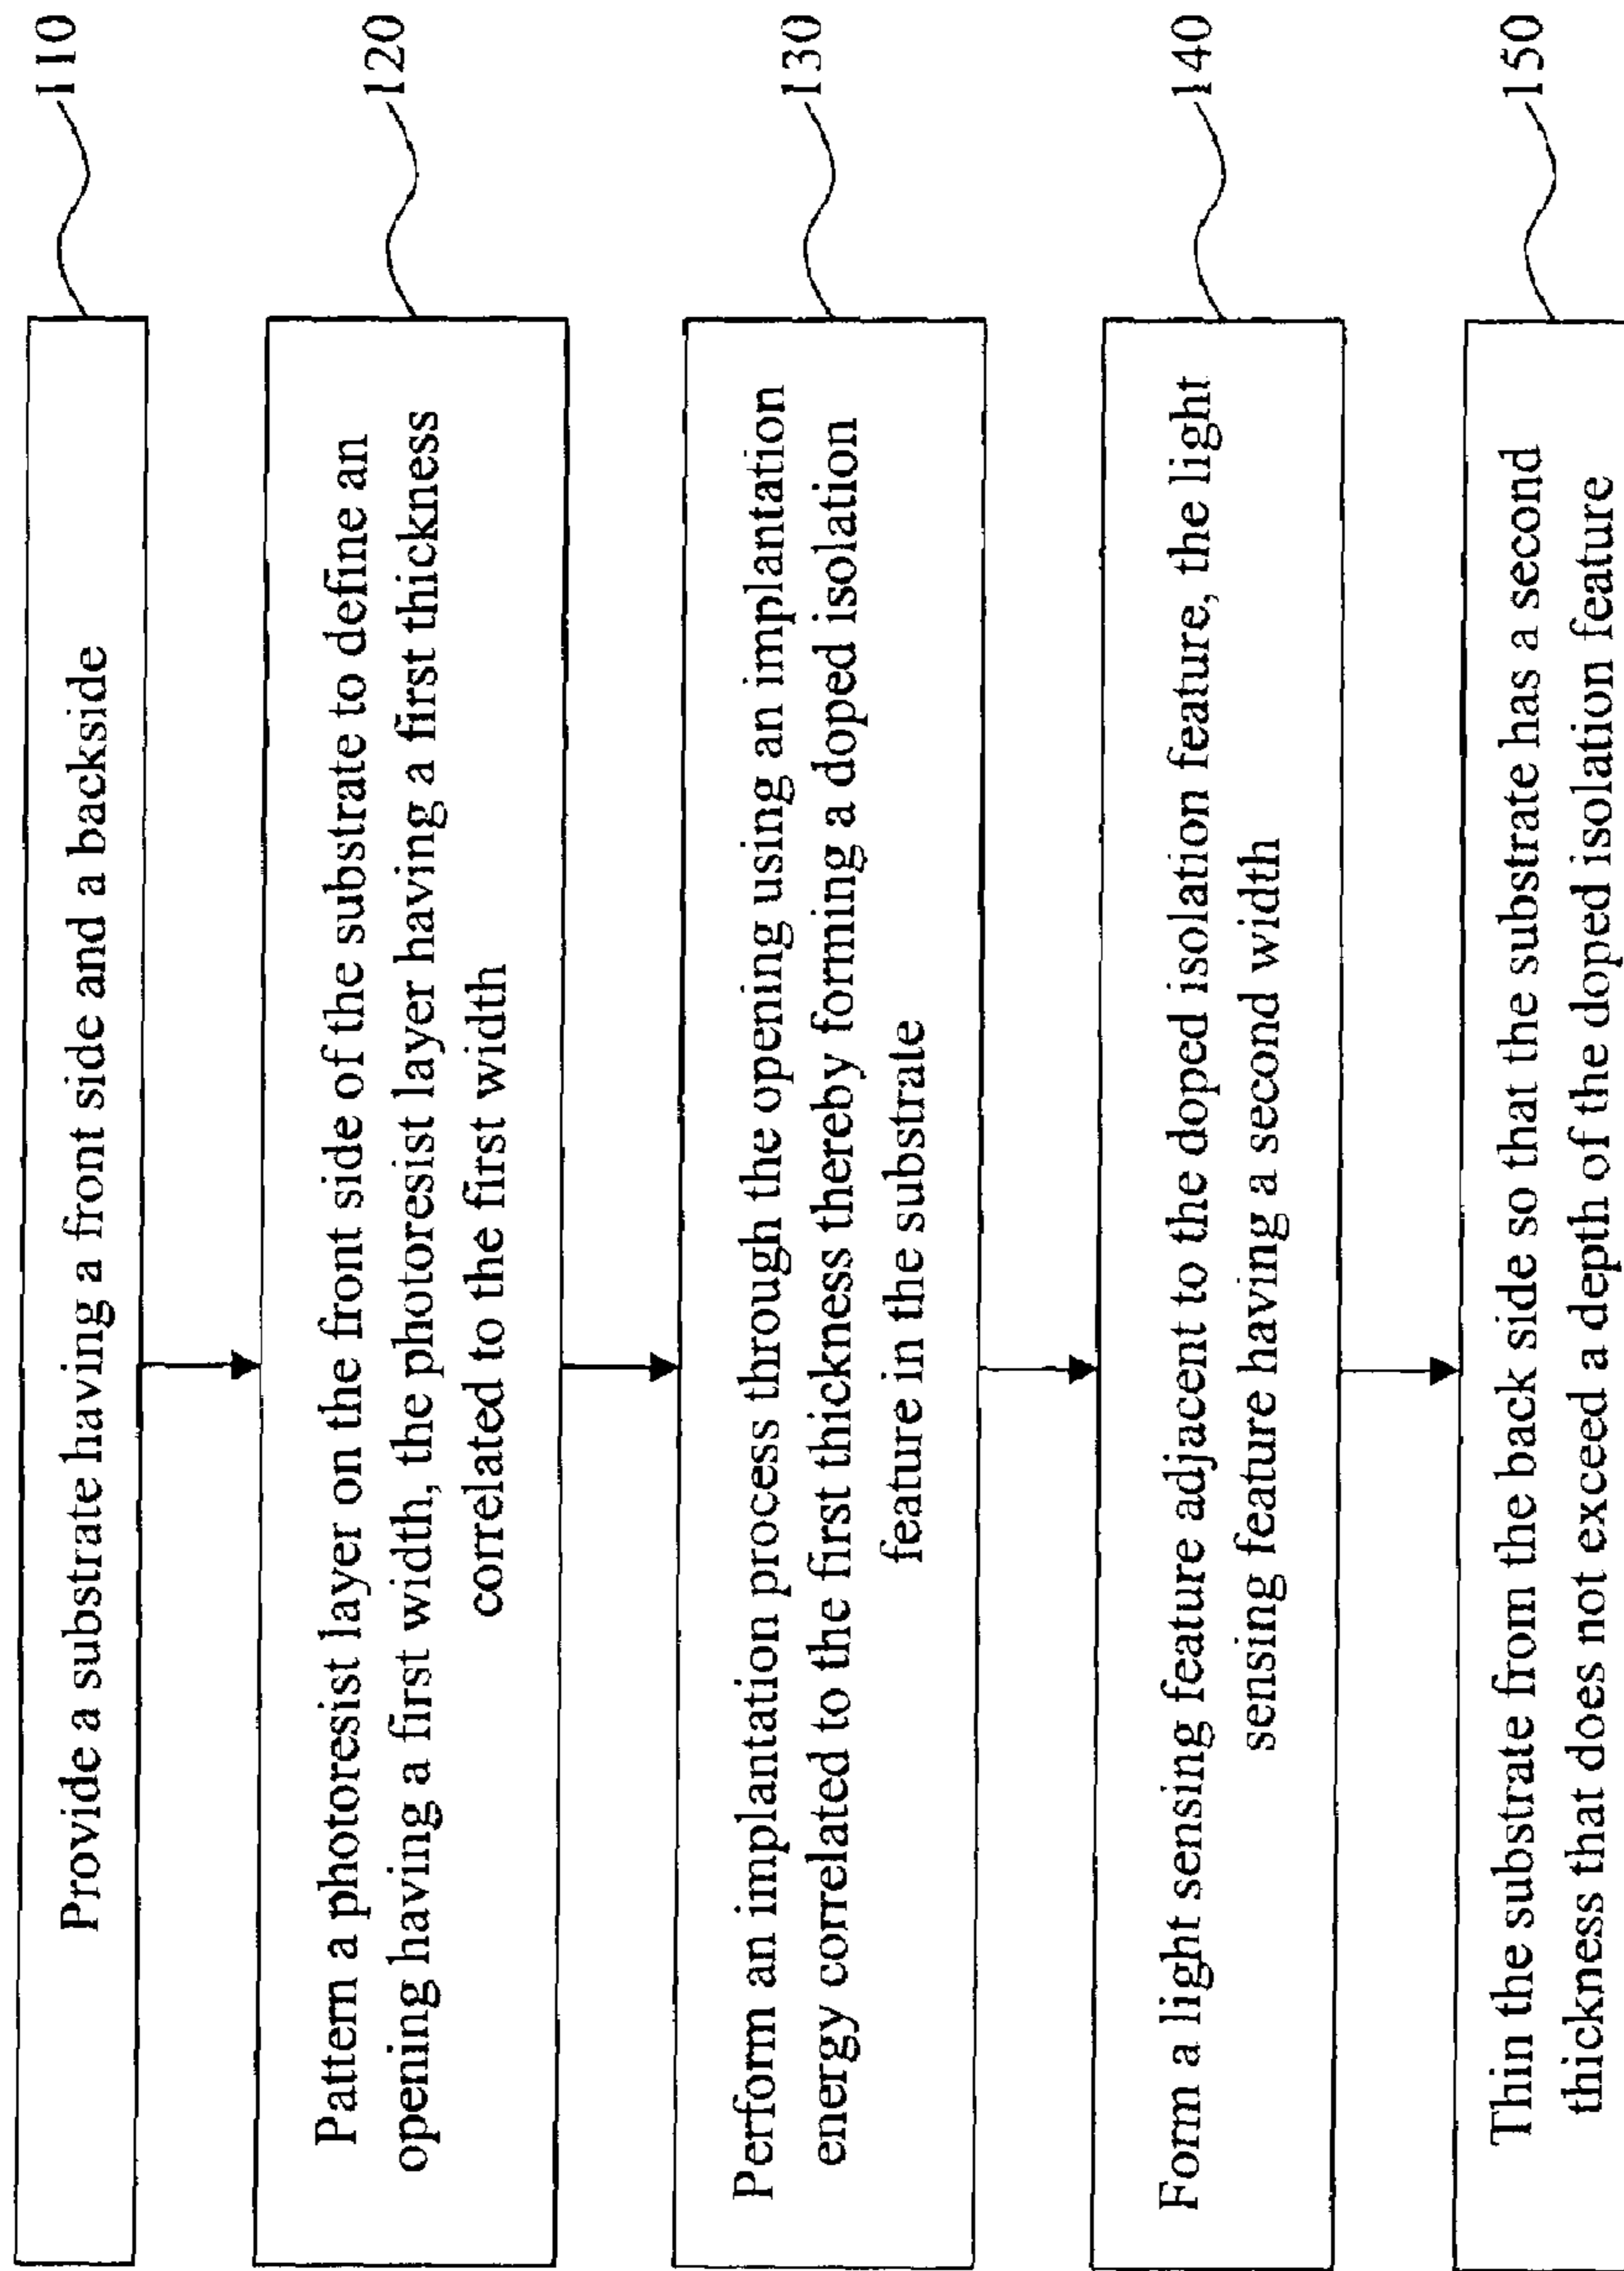 Provide a substrate having a front side and a backside
110
Pattern a photoresist layer on the front side of the substrate to define an
opening having a first width, the photoresist layer having a first thickness
correlated to the first width
120
Perform an implantation process through the opening using an implantation
energy correlated to the first thickness thereby forming a doped isolation
feature in the substrate
130
Form a light sensing feature adjacent to the doped isolation feature, the light
sensing feature having a second width
140
Thin the substrate from the back side so that the substrate has a second
thickness that does not exceed a depth of the doped isolation feature
150